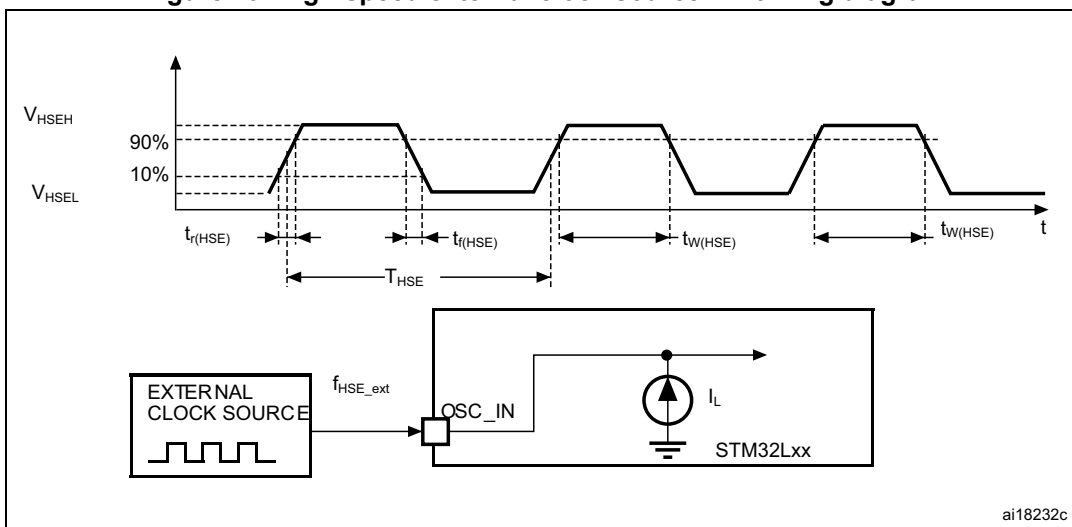 V_HSEH
90%
10%
V_HSEL
t_r(HSE)
t_f(HSE)
t_W(HSE)
t_W(HSE)
t
T_HSE
EXTERNAL
CLOCK SOURCE
f_HSE_ext
OSC_IN
I_L
STM32Lxx
ai18232c